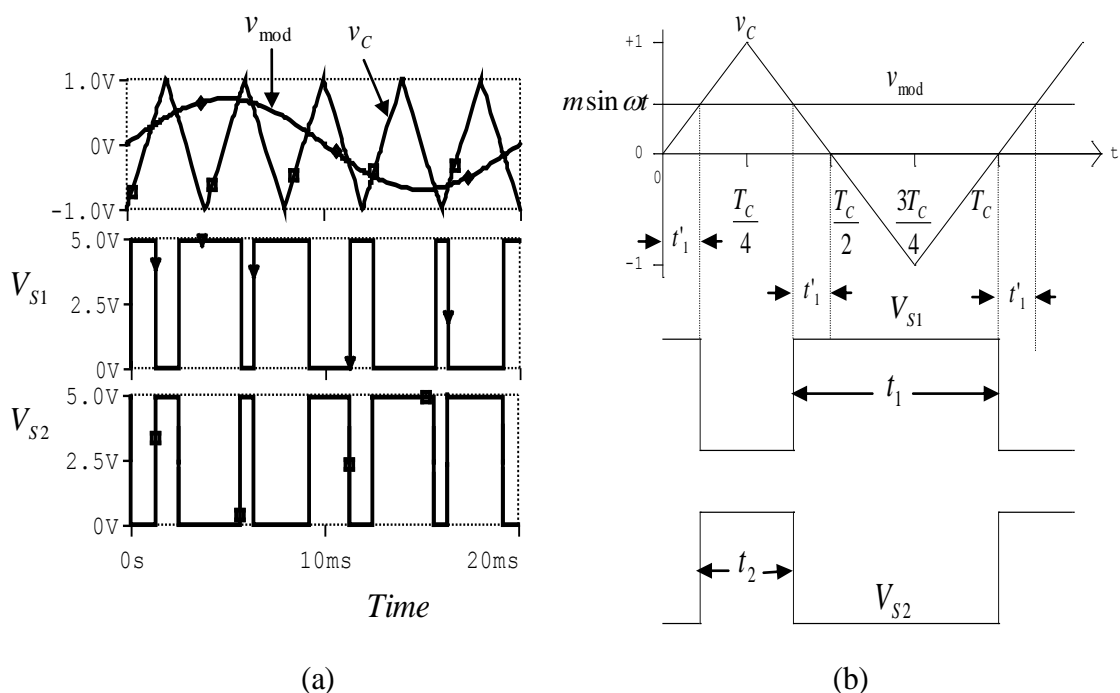 v_mod
v_C
1.0V
0V
-1.0V
5.0V
V_S1
2.5V
0V
5.0V
V_S2
2.5V
0V
0s
10ms
20ms
Time
(a)
v_C
+1
v_mod
m sin ωt
0
0
t
T_C/4
T_C/2
3T_C/4
T_C
t'_1
-1
t'_1
t'_1
V_S1
t_1
t_2
V_S2
(b)